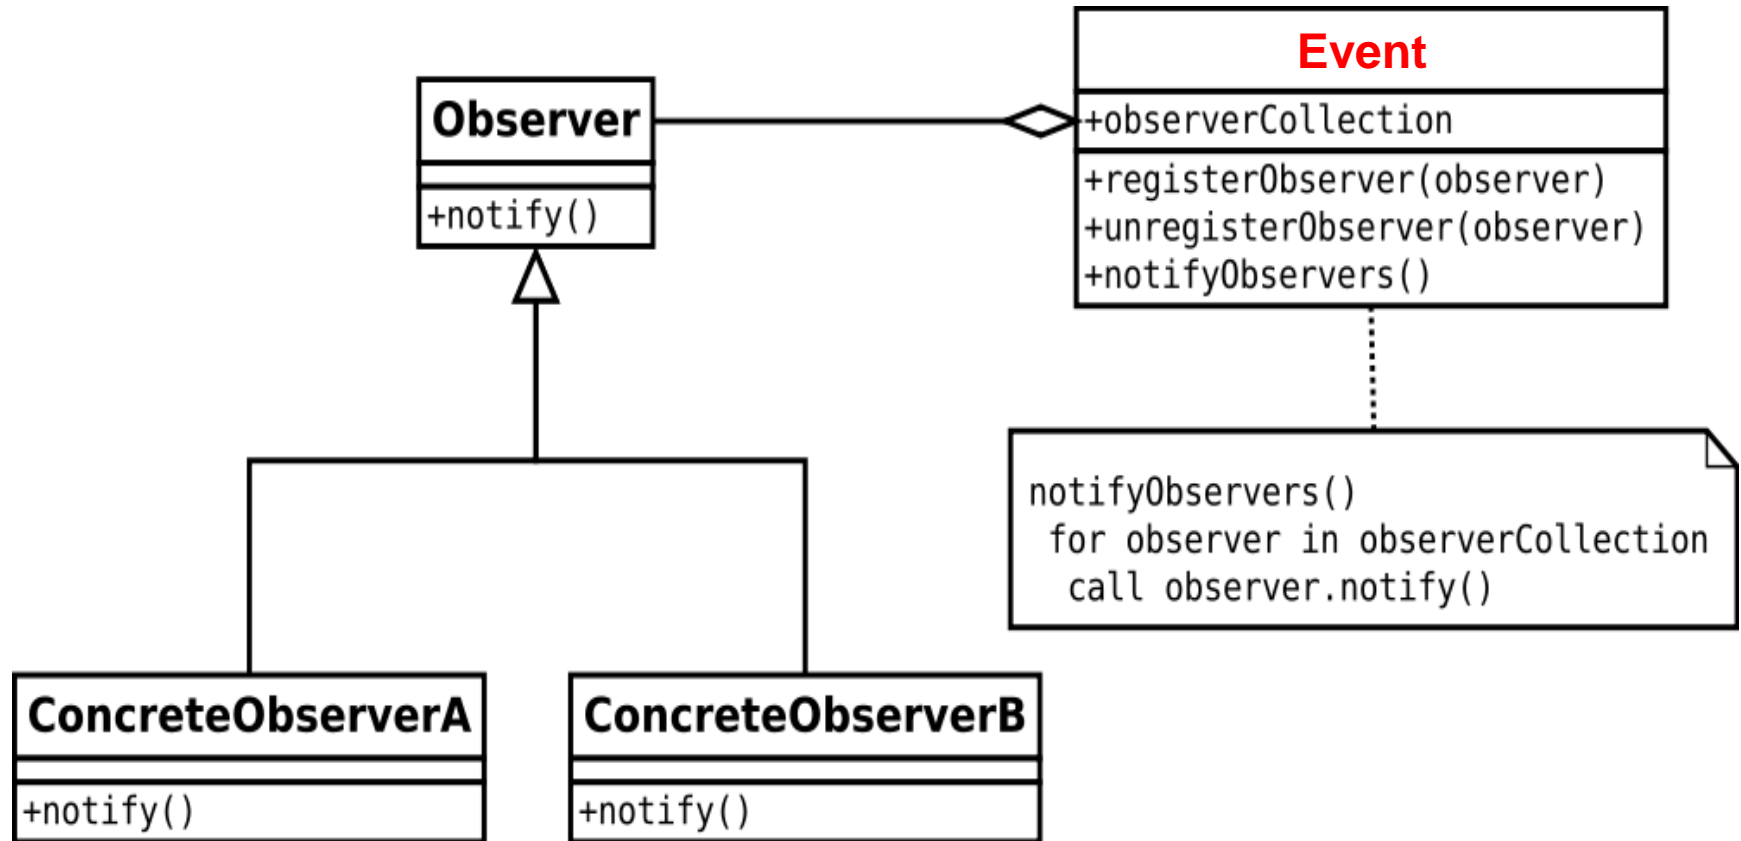 Event
+observerCollection
+registerObserver(observer)
+unregisterObserver(observer)
+notifyObservers()
Observer
+notify()
notifyObservers()
for observer in observerCollection
call observer.notify()
ConcreteObserverA
+notify()
ConcreteObserverB
+notify()